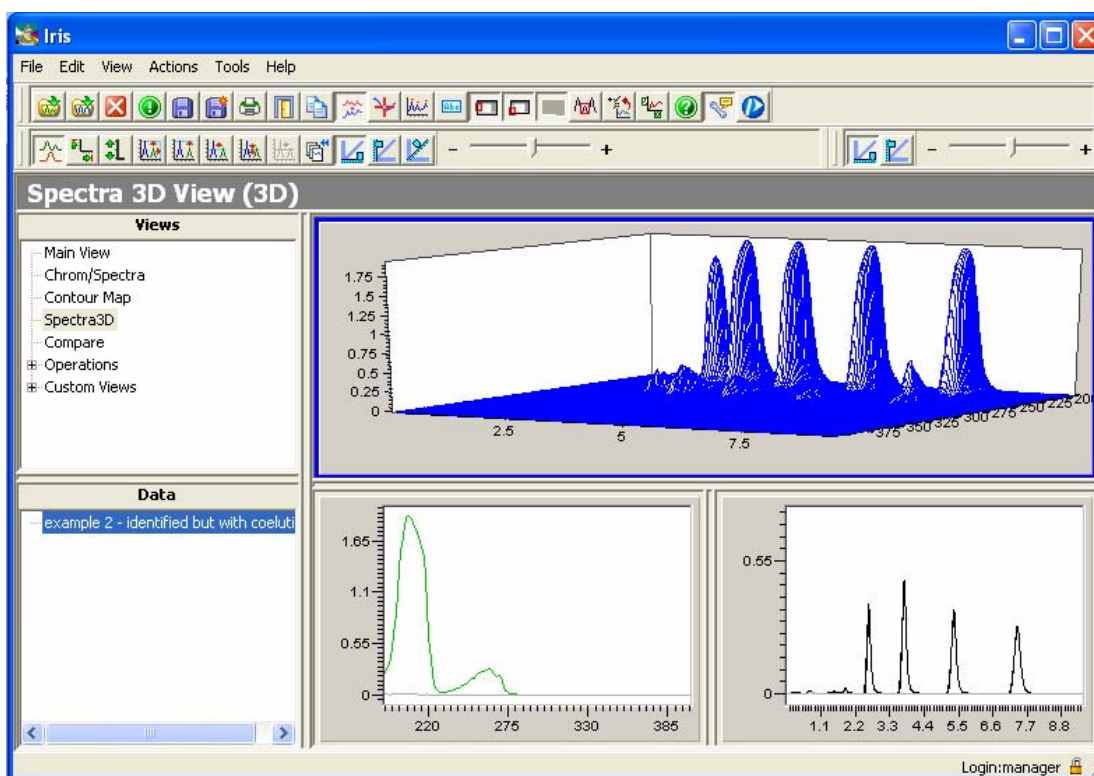 Iris
File Edit View Actions Tools Help
- +
- +
Spectra 3D View (3D)
Views
Main View
Chrom/Spectra
Contour Map
Spectra3D
Compare
Operations
Custom Views
Data
example 2 - identified but with coeluti
1.75
1.5
1.25
1
0.75
0.5
0.25
0
2.5
5
7.5
375 350 325 300 275 250 225 200
1.65
1.1
0.55
0
220 275 330 385
0.55
0
1.1 2.2 3.3 4.4 5.5 6.6 7.7 8.8
Login:manager